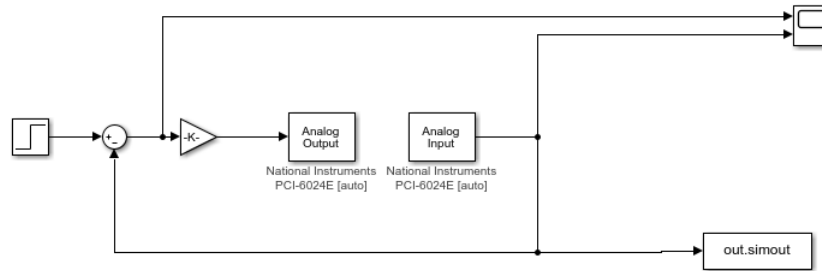 +
−
-K-
Analog
Output
National Instruments
PCI-6024E [auto]
Analog
Input
National Instruments
PCI-6024E [auto]
out.simout